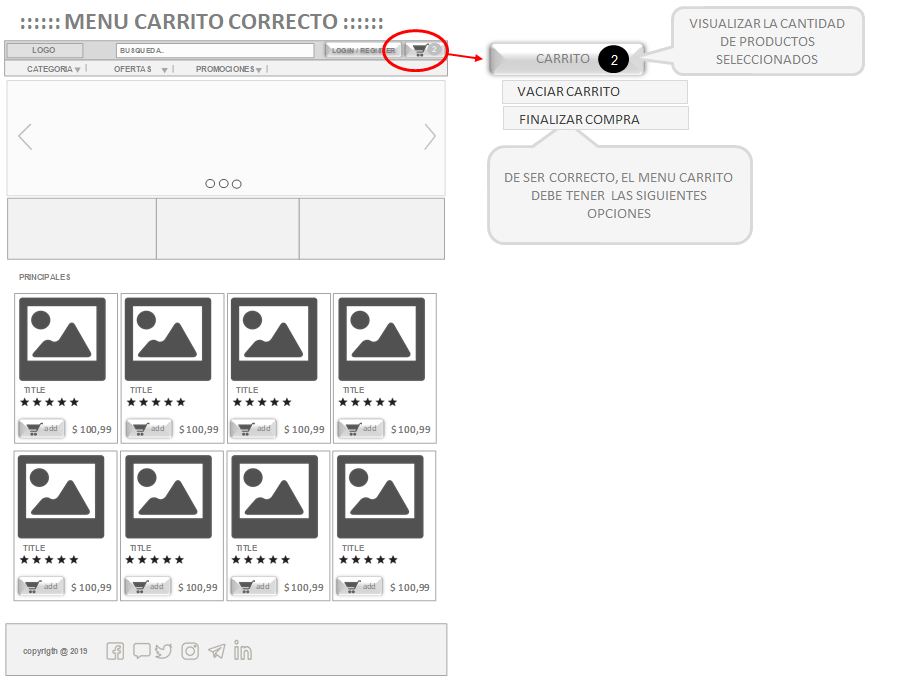 :::::: MENU CARRITO CORRECTO ::::::
LOGO
BUSQUEDA..
LOGIN / REGISTER
2
CATEGORIA
OFERTAS
PROMOCIONES
CARRITO 2
VACIAR CARRITO
FINALIZAR COMPRA
VISUALIZAR LA CANTIDAD
DE PRODUCTOS
SELECCIONADOS
DE SER CORRECTO, EL MENU CARRITO
DEBE TENER LAS SIGUIENTES
OPCIONES
PRINCIPALES
TITLE TITLE TITLE TITLE
add $ 100,99 add $ 100,99 add $ 100,99 add $ 100,99
TITLE TITLE TITLE TITLE
add $ 100,99 add $ 100,99 add $ 100,99 add $ 100,99
copyrigth @ 2019